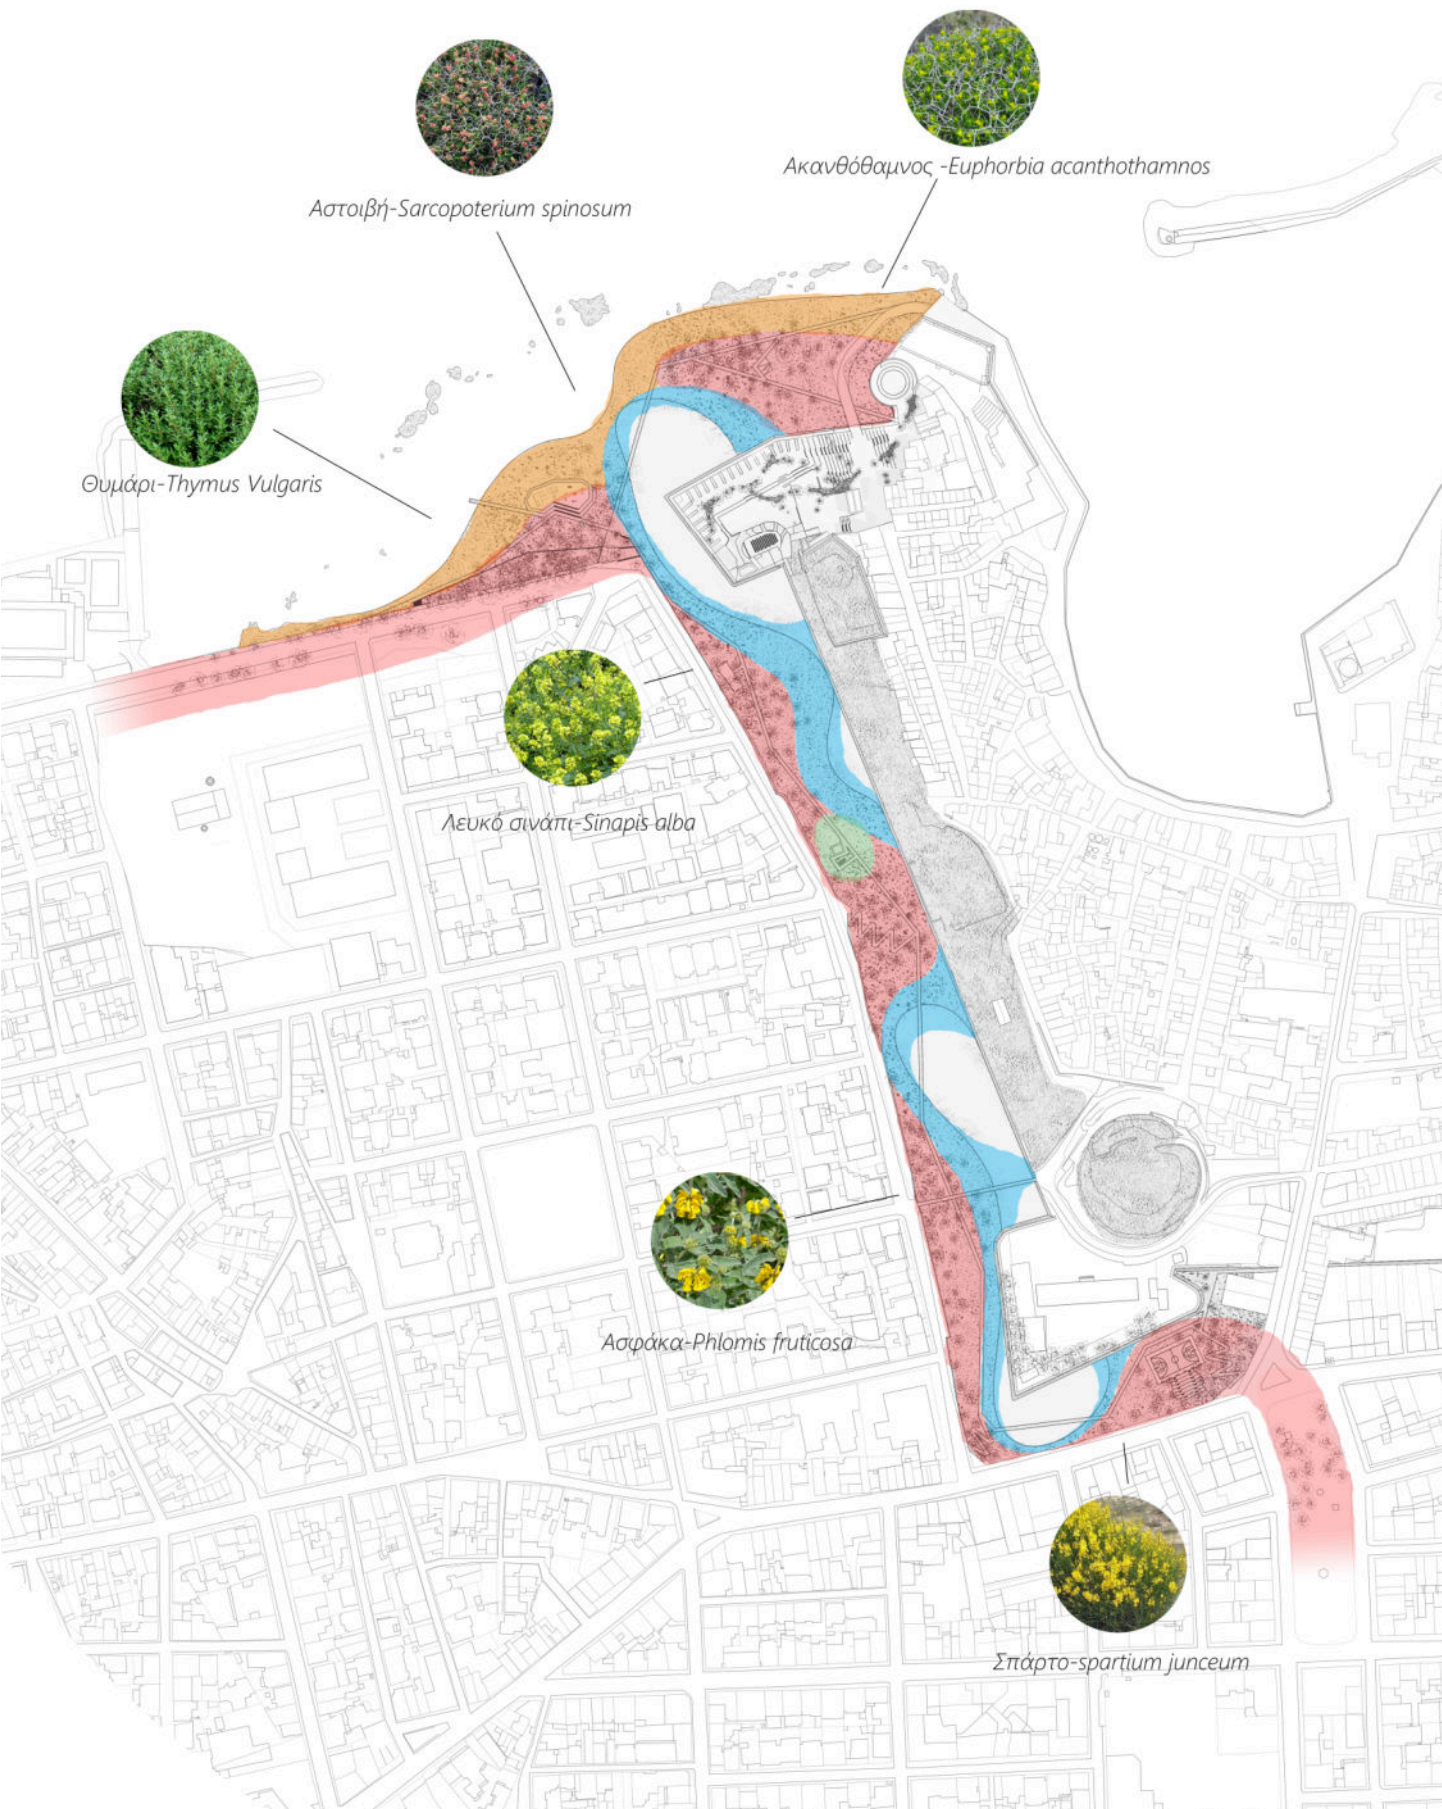 Ακανθόθαμνος -Euphorbia acanthothamnos
Αστοιβή-Sarcopoterium spinosum
Θυμάρι-Thymus Vulgaris
Λευκό σινάπι-Sinapis alba
Ασφάκα-Phlomis fruticosa
Σπάρτο-spartium junceum